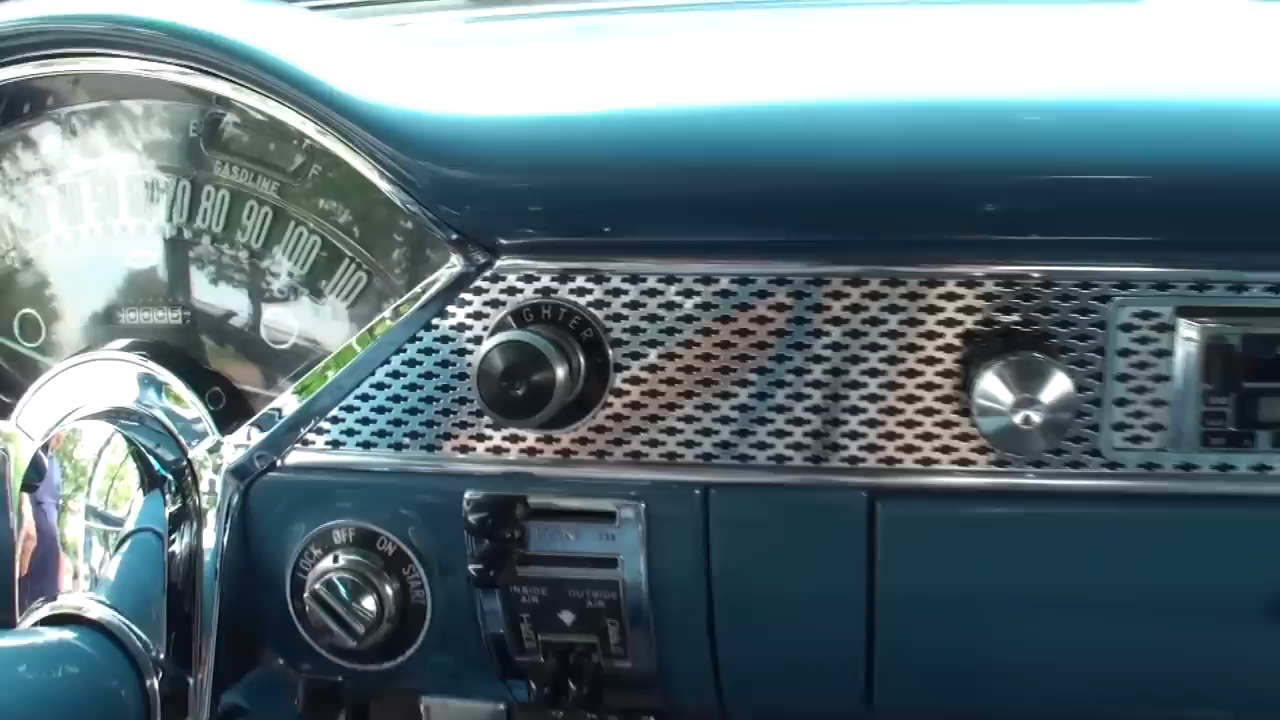 E F
GASOLINE
70 80 90 100 110
LIGHTER
LOCK OFF ON START
INSIDE AIR
OUTSIDE AIR